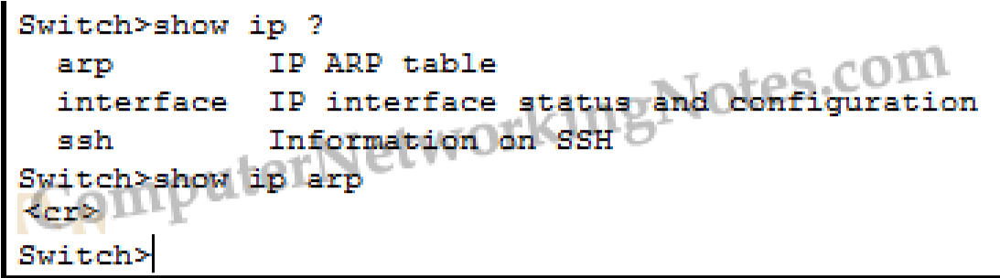 Switch>show ip ?
  arp        IP ARP table
  interface  IP interface status and configuration
  ssh        Information on SSH
Switch>show ip arp
<cr>
Switch>
ComputerNetworkingNotes.com